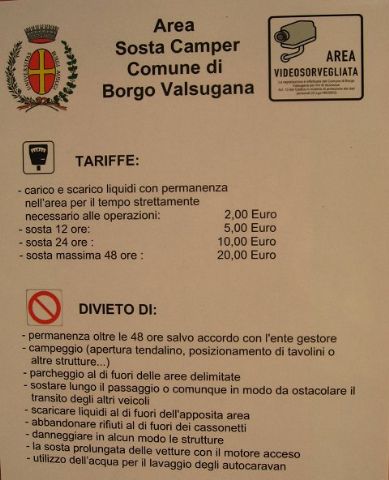 Area
Sosta Camper
Comune di
Borgo Valsugana
AREA
VIDEOSORVEGLIATA
TARIFFE:
- carico e scarico liquidi con permanenza
nell'area per il tempo strettamente
necessario alle operazioni: 2,00 Euro
- sosta 12 ore: 5,00 Euro
- sosta 24 ore : 10,00 Euro
- sosta massima 48 ore : 20,00 Euro
DIVIETO DI:
- permanenza oltre le 48 ore salvo accordo con l'ente gestore
- campeggio (apertura tendalino, posizionamento di tavolini o
altre strutture...)
- parcheggio al di fuori delle aree delimitate
- sostare lungo il passaggio o comunque in modo da ostacolare il
transito degli altri veicoli
- scaricare liquidi al di fuori dell'apposita area
- abbandonare rifiuti al di fuori dei cassonetti
- danneggiare in alcun modo le strutture
- la sosta prolungata delle vetture con il motore acceso
- utilizzo dell'acqua per il lavaggio degli autocaravan